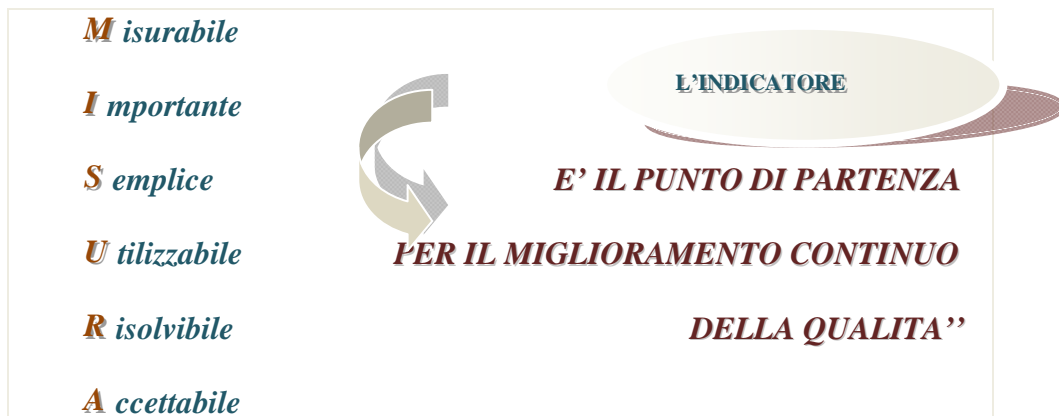 M isurabile
I mportante
S emplice
U tilizzabile
R isolvibile
A ccettabile
L'INDICATORE
E' IL PUNTO DI PARTENZA
PER IL MIGLIORAMENTO CONTINUO
DELLA QUALITA''